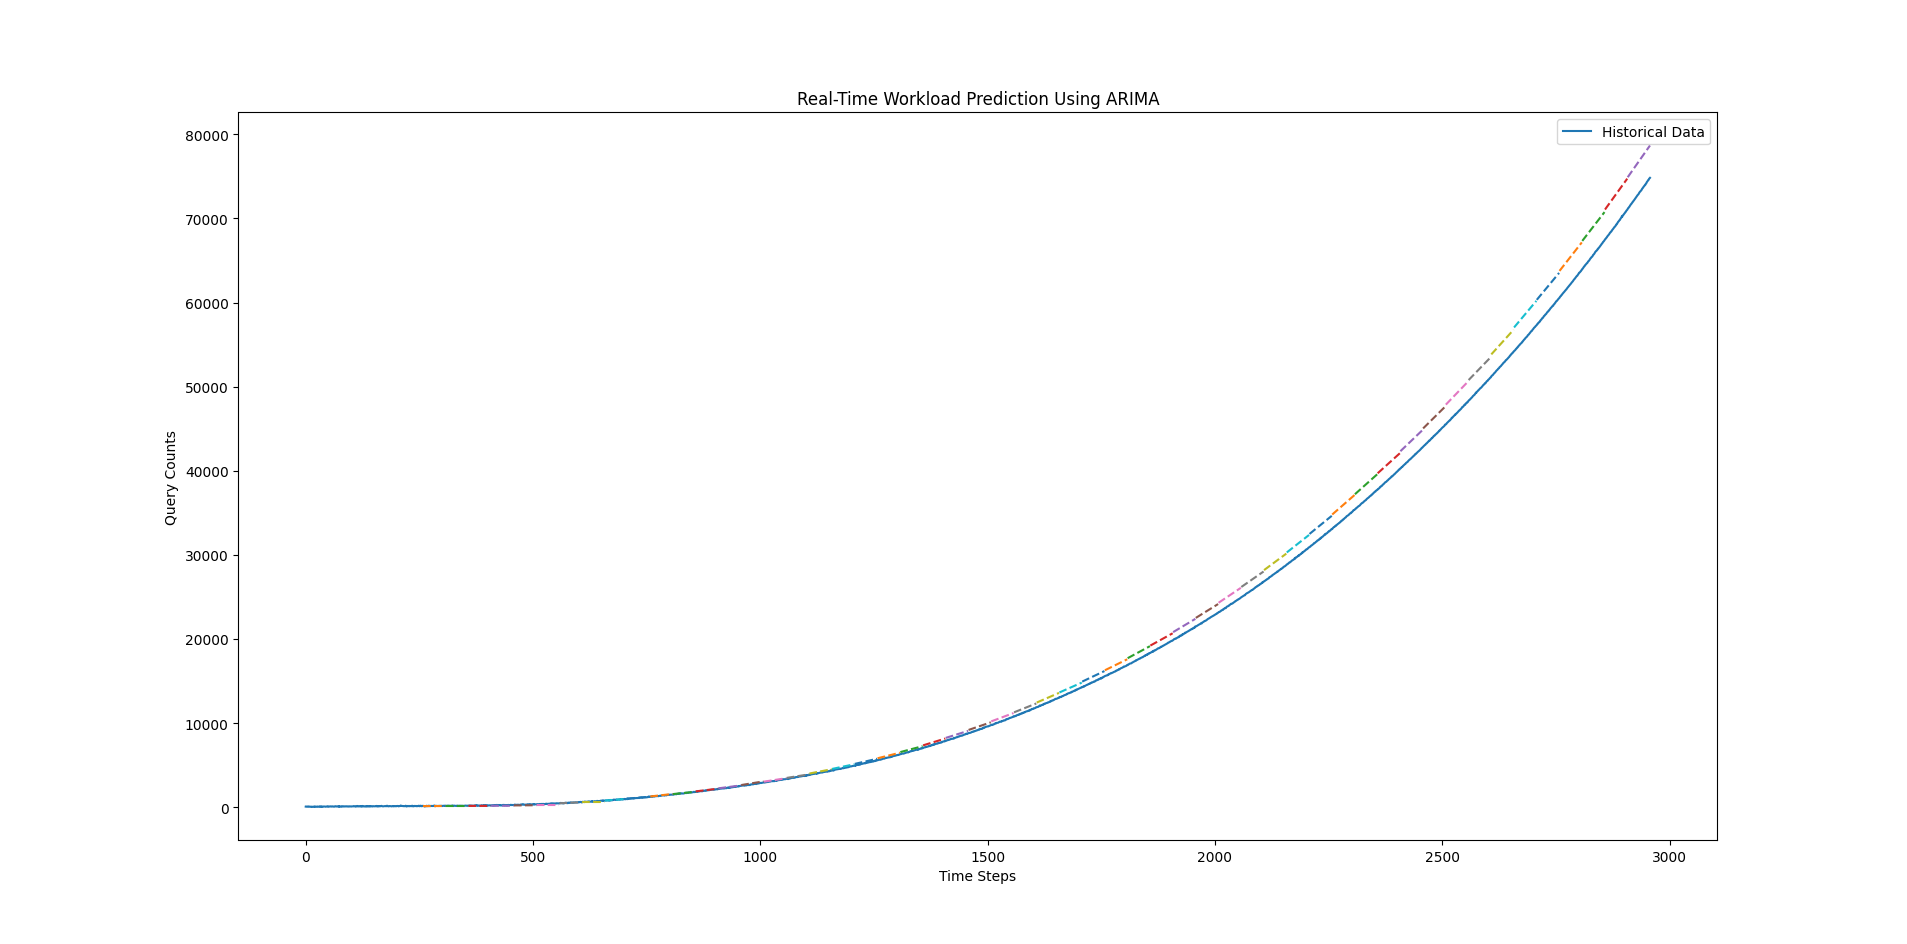 Real-Time Workload Prediction Using ARIMA
Historical Data
80000
70000
60000
50000
40000
30000
20000
10000
0
Query Counts
0 500 1000 1500 2000 2500 3000
Time Steps